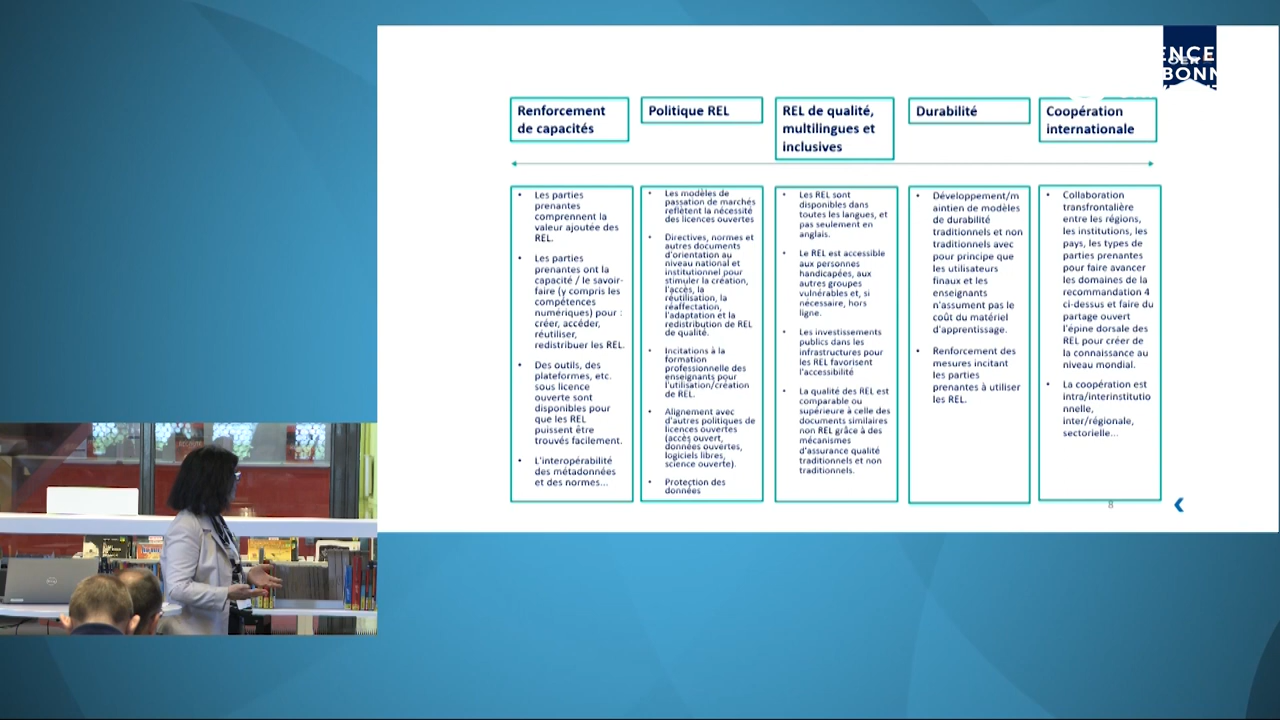 ENCE
OER
BONN
Renforcement
de capacités
Politique REL
REL de qualité,
multilingues et
inclusives
Durabilité
Coopération
internationale
• Les parties
prenantes
comprennent la
valeur ajoutée des
REL.
• Les parties
prenantes ont la
capacité / le savoir-
faire (y compris les
compétences
numériques) pour :
créer, accéder,
réutiliser,
redistribuer les REL.
• Des outils, des
plateformes, etc.
sous licence
ouverte sont
disponibles pour
que les REL
puissent être
trouvés facilement.
• L'interopérabilité
des métadonnées
et des normes...
• Les modèles de
passation de marchés
reflètent la nécessité
des licences ouvertes
• Directives, normes et
autres documents
d'orientation au
niveau national et
institutionnel pour
stimuler la création,
l'accès, la
réutilisation, la
réaffectation,
l'adaptation et la
redistribution de REL
de qualité.
• Incitations à la
formation
professionnelle des
enseignants pour
l'utilisation/création
de REL.
• Alignement avec
d'autres politiques de
licences ouvertes
(accès ouvert,
données ouvertes,
logiciels libres,
science ouverte).
• Protection des
données
• Les REL sont
disponibles dans
toutes les langues, et
pas seulement en
anglais.
• Le REL est accessible
aux personnes
handicapées, aux
autres groupes
vulnérables et, si
nécessaire, hors
ligne.
• Les investissements
publics dans les
infrastructures pour
les REL favorisent
l'accessibilité
• La qualité des REL est
comparable ou
supérieure à celle des
documents similaires
non REL grâce à des
mécanismes
d'assurance qualité
traditionnels et non
traditionnels.
• Développement/m
aintien de modèles
de durabilité
traditionnels et non
traditionnels avec
pour principe que
les utilisateurs
finaux et les
enseignants
n'assument pas le
coût du matériel
d'apprentissage.
• Renforcement des
mesures incitant
les parties
prenantes à utiliser
les REL.
• Collaboration
transfrontalière
entre les régions,
les institutions, les
pays, les types de
parties prenantes
pour faire avancer
les domaines de la
recommandation 4
ci-dessus et faire du
partage ouvert
l'épine dorsale des
REL pour créer de
la connaissance au
niveau mondial.
• La coopération est
intra/interinstitutio
nnelle,
inter/régionale,
sectorielle...
8